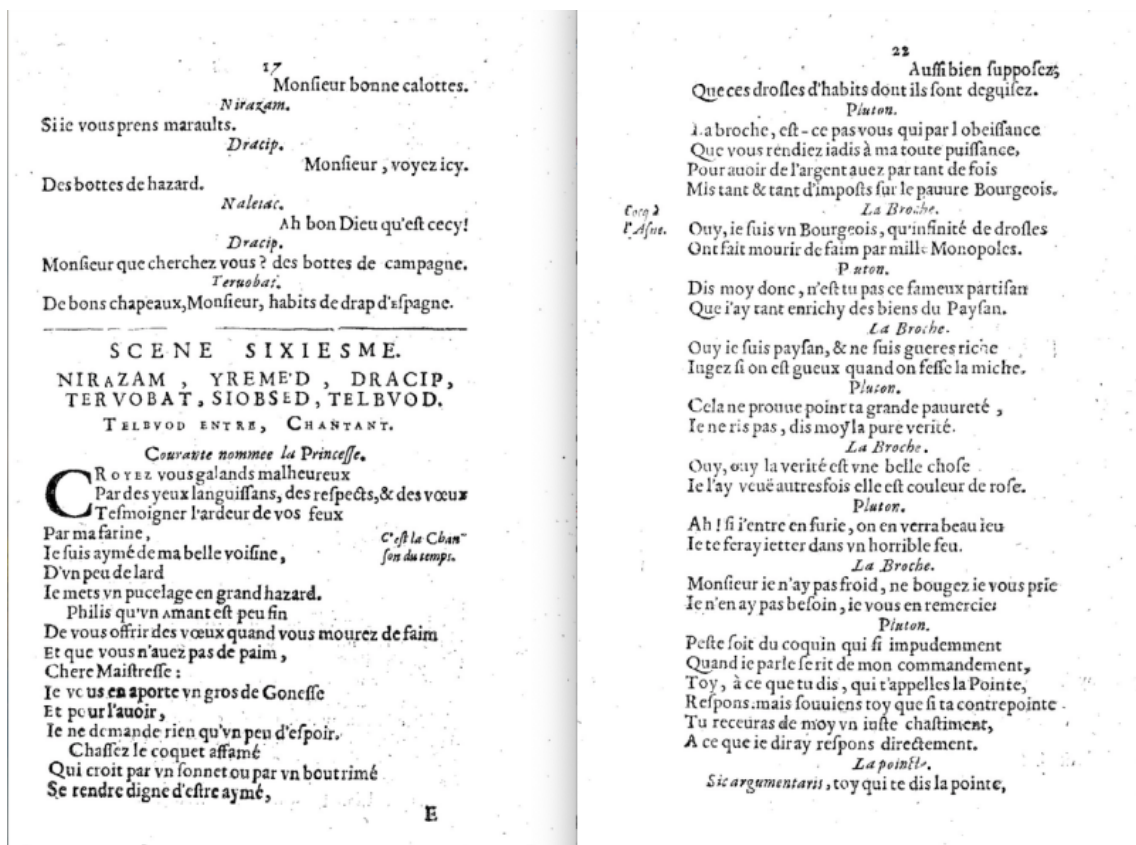 17
Monſieur bonne calottes.
Nirazam.
Si ie vous prens maraults.
Dracip.
Monſieur, voyez icy.
Des bottes de hazard.
Naletac.
Ah bon Dieu qu'eſt cecy!
Dracip.
Monſieur que cherchez vous? des bottes de campagne.
Teruobat.
De bons chapeaux, Monſieur, habits de drap d'Eſpagne.
SCENE SIXIESME.
NIRAZAM, YREME'D, DRACIP,
TERVOBAT, SIOBSED, TELBVOD.
TELBVOD ENTRE, CHANTANT.
Courante nommee la Princeſſe.
CROYEZ vous galands malheureux
Par des yeux languiſſans, des reſpects, & des vœux
Teſmoigner l'ardeur de vos feux
Par ma farine,
C'eſt la Chan-
Ie ſuis aymé de ma belle voiſine,
ſon du temps.
D'vn peu de lard
Ie mets vn pucelage en grand hazard.
Philis qu'vn Amant eſt peu fin
De vous offrir des vœux quand vous mourez de faim
Et que vous n'auez pas de paim,
Chere Maiſtreſſe:
Ie vous en aporte vn gros de Goneſſe
Et pour l'auoir,
Ie ne demande rien qu'vn peu d'eſpoir.
Chaſſez le coquet affamé
Qui croit par vn ſonnet ou par vn bout rimé
Se rendre digne d'eſtre aymé,
E
22
Auſſi bien ſuppoſez;
Que ces droſles d'habits dont ils ſont deguiſez.
Pluton.
La broche, eſt-ce pas vous qui par l obeiſſance
Que vous rendiez iadis à ma toute puiſſance,
Pour auoir de l'argent auez par tant de fois
Mis tant & tant d'impoſts ſur le pauure Bourgeois.
La Broche.
Cocq à
l'Aſne.
Ouy, ie ſuis vn Bourgeois, qu'infinité de droſles
Ont fait mourir de faim par mille Monopoles.
P uton.
Dis moy donc, n'eſt tu pas ce fameux partiſan
Que i'ay tant enrichy des biens du Payſan.
La Broche.
Ouy ie ſuis payſan, & ne ſuis gueres riche
Iugez ſi on eſt gueux quand on feſſe la miche.
Pluton.
Cela ne prouue point ta grande pauureté,
Ie ne ris pas, dis moy la pure verité.
La Broche.
Ouy, ouy la verité eſt vne belle choſe
Ie l'ay veuë autresfois elle eſt couleur de roſe.
Pluton.
Ah! ſi i'entre en furie, on en verra beau ieu
Ie te feray ietter dans vn horrible feu.
La Broche.
Monſieur ie n'ay pas froid, ne bougez ie vous prie
Ie n'en ay pas beſoin, ie vous en remercie:
Pluton.
Peſte ſoit du coquin qui ſi impudemment
Quand ie parle ſe rit de mon commandement,
Toy, à ce que tu dis, qui t'appelles la Pointe,
Reſpons mais ſouuiens toy que ſi ta contrepointe
Tu receuras de moy vn iuſte chaſtiment,
A ce que ie diray reſpons directement.
La pointe.
Sic argumentaris, toy qui te dis la pointe,